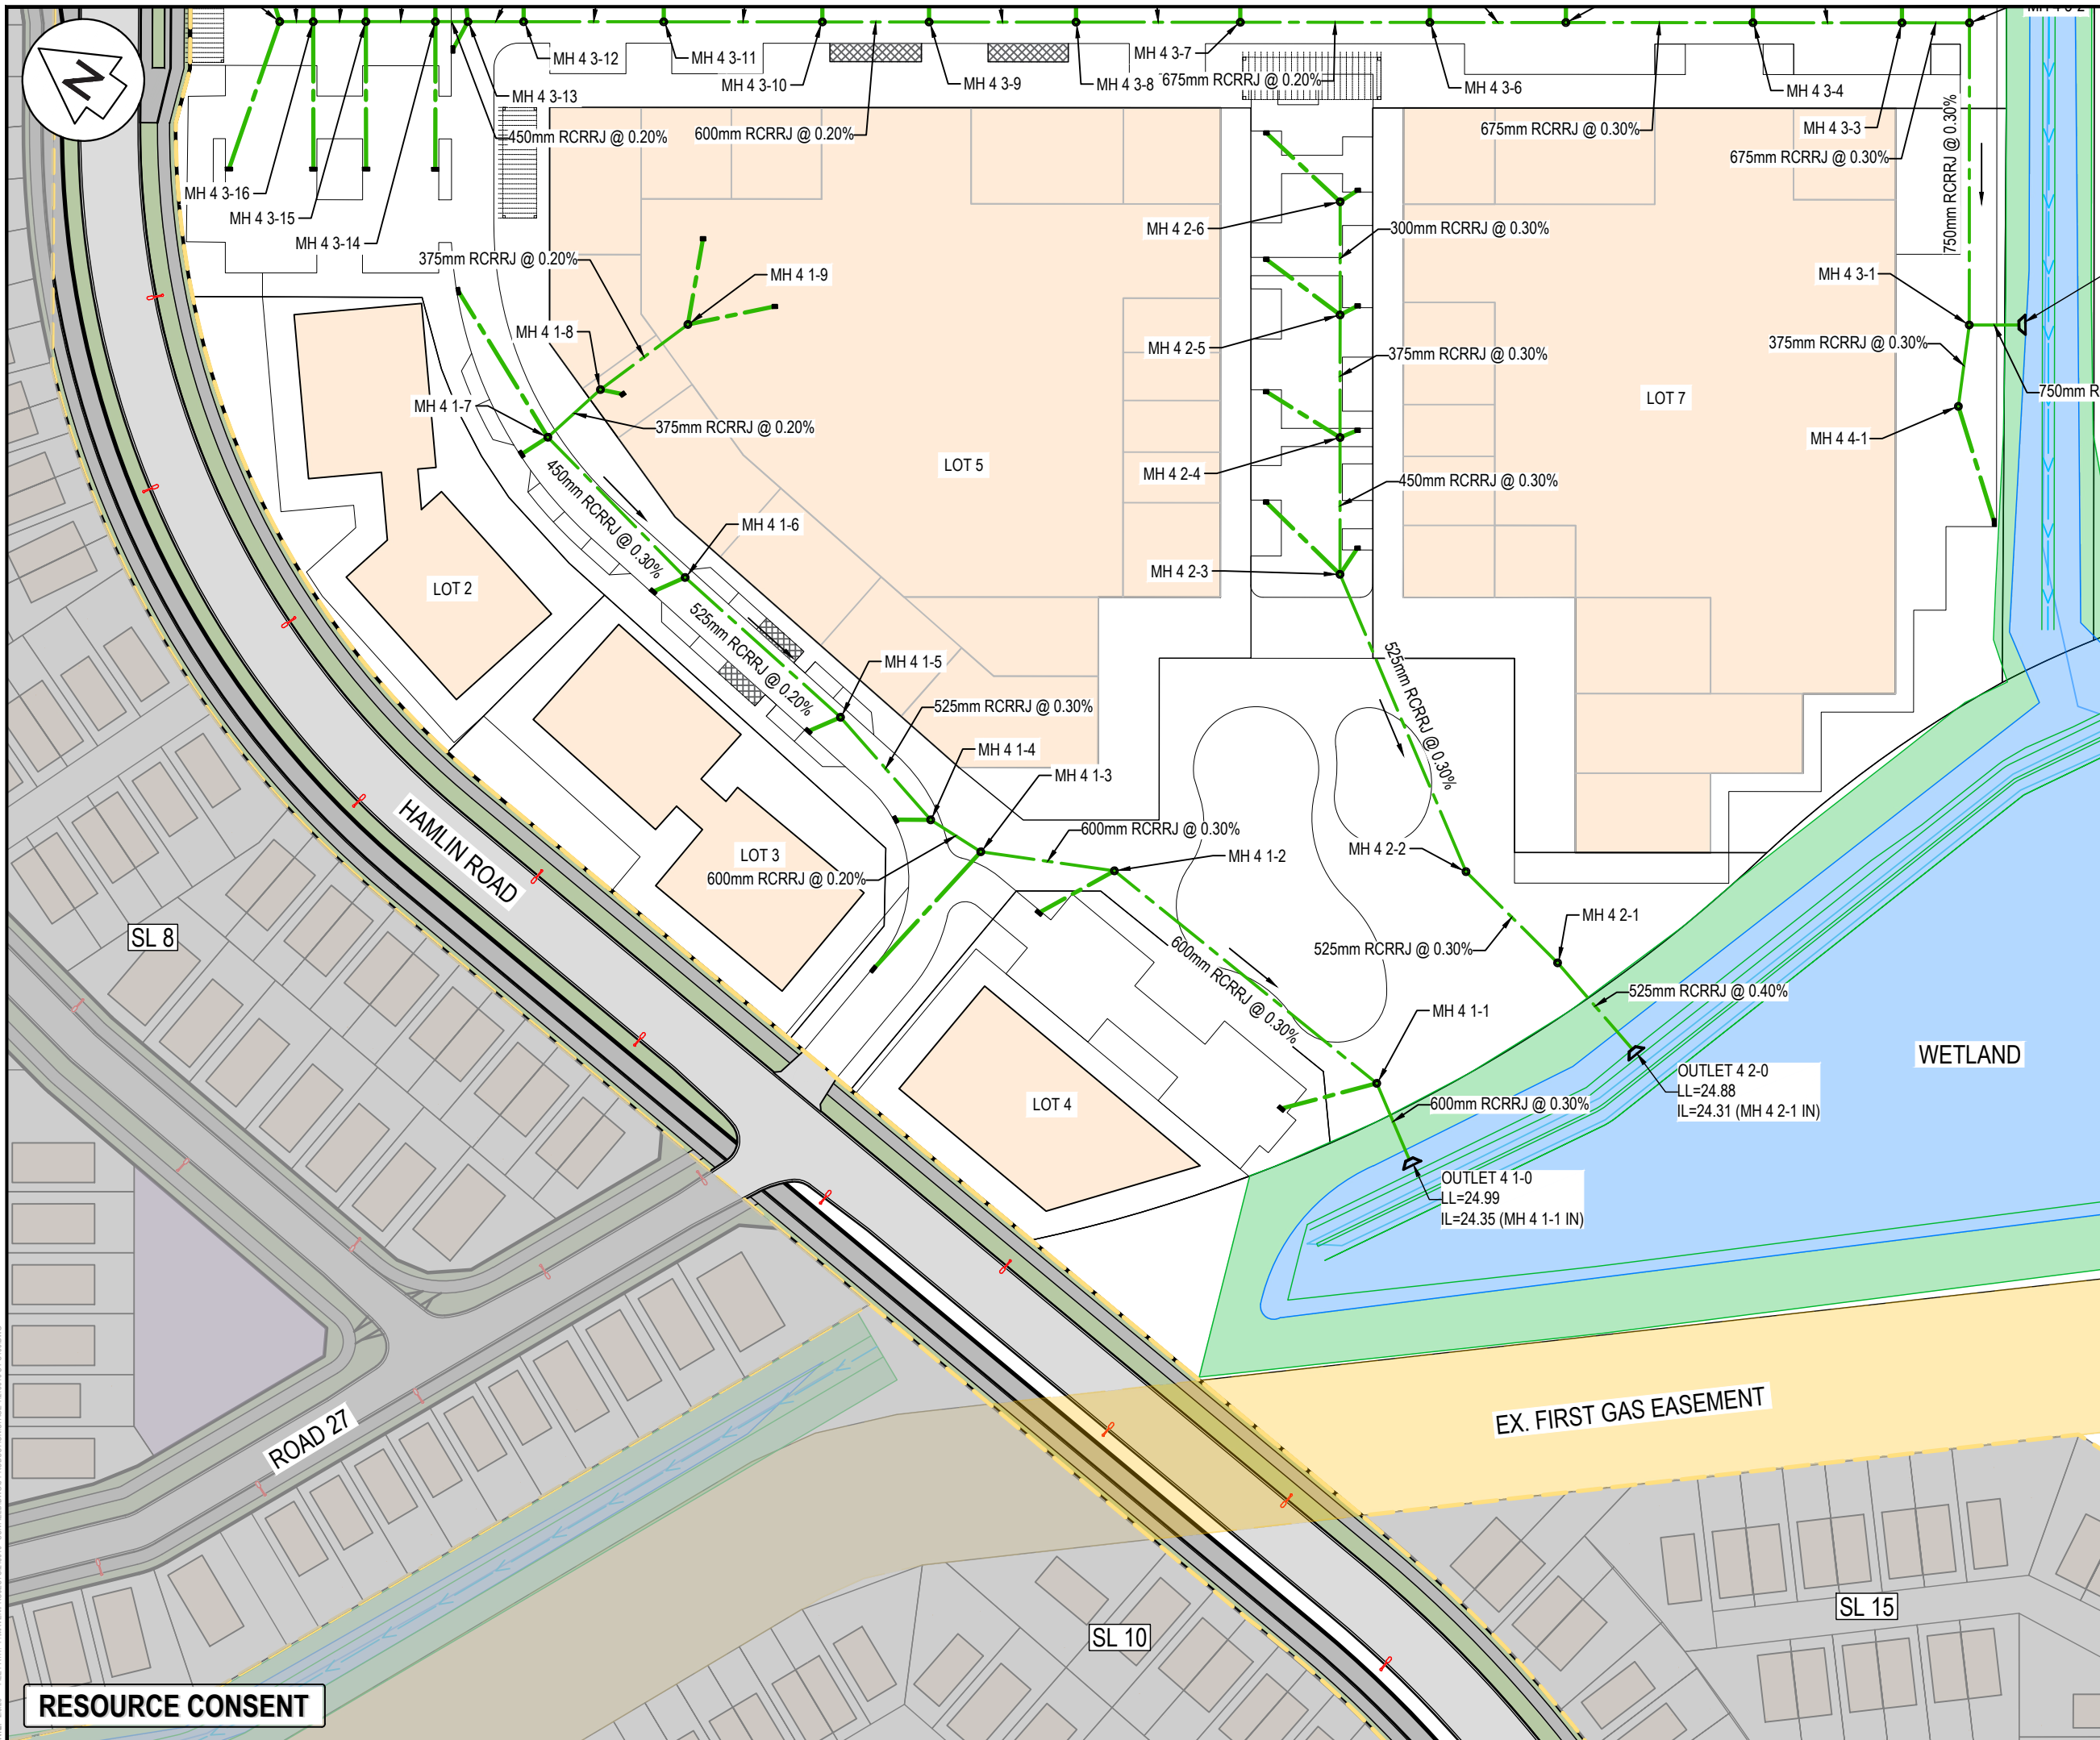 N
MH 4 3-12
MH 4 3-11
MH 4 3-10
MH 4 3-9
MH 4 3-8
MH 4 3-7
675mm RCRRJ @ 0.20%
MH 4 3-6
MH 4 3-4
MH 4 3-3
MH 4 3-13
450mm RCRRJ @ 0.20%
600mm RCRRJ @ 0.20%
675mm RCRRJ @ 0.30%
675mm RCRRJ @ 0.30%
750mm RCRRJ @ 0.30%
MH 4 3-16
MH 4 3-15
MH 4 3-14
375mm RCRRJ @ 0.20%
MH 4 1-9
MH 4 2-6
300mm RCRRJ @ 0.30%
MH 4 3-1
MH 4 1-8
MH 4 2-5
375mm RCRRJ @ 0.30%
375mm RCRRJ @ 0.30%
750mm R
MH 4 1-7
375mm RCRRJ @ 0.20%
LOT 7
MH 4 4-1
LOT 5
MH 4 2-4
450mm RCRRJ @ 0.30%
450mm RCRRJ @ 0.30%
MH 4 1-6
MH 4 2-3
LOT 2
525mm RCRRJ @ 0.20%
MH 4 1-5
525mm RCRRJ @ 0.30%
525mm RCRRJ @ 0.30%
MH 4 1-4
MH 4 1-3
600mm RCRRJ @ 0.30%
MH 4 1-2
MH 4 2-2
LOT 3
600mm RCRRJ @ 0.20%
HAMLIN ROAD
SL 8
MH 4 2-1
525mm RCRRJ @ 0.30%
600mm RCRRJ @ 0.30%
525mm RCRRJ @ 0.40%
MH 4 1-1
WETLAND
OUTLET 4 2-0
LL=24.88
IL=24.31 (MH 4 2-1 IN)
LOT 4
600mm RCRRJ @ 0.30%
OUTLET 4 1-0
LL=24.99
IL=24.35 (MH 4 1-1 IN)
ROAD 27
EX. FIRST GAS EASEMENT
SL 15
SL 10
RESOURCE CONSENT